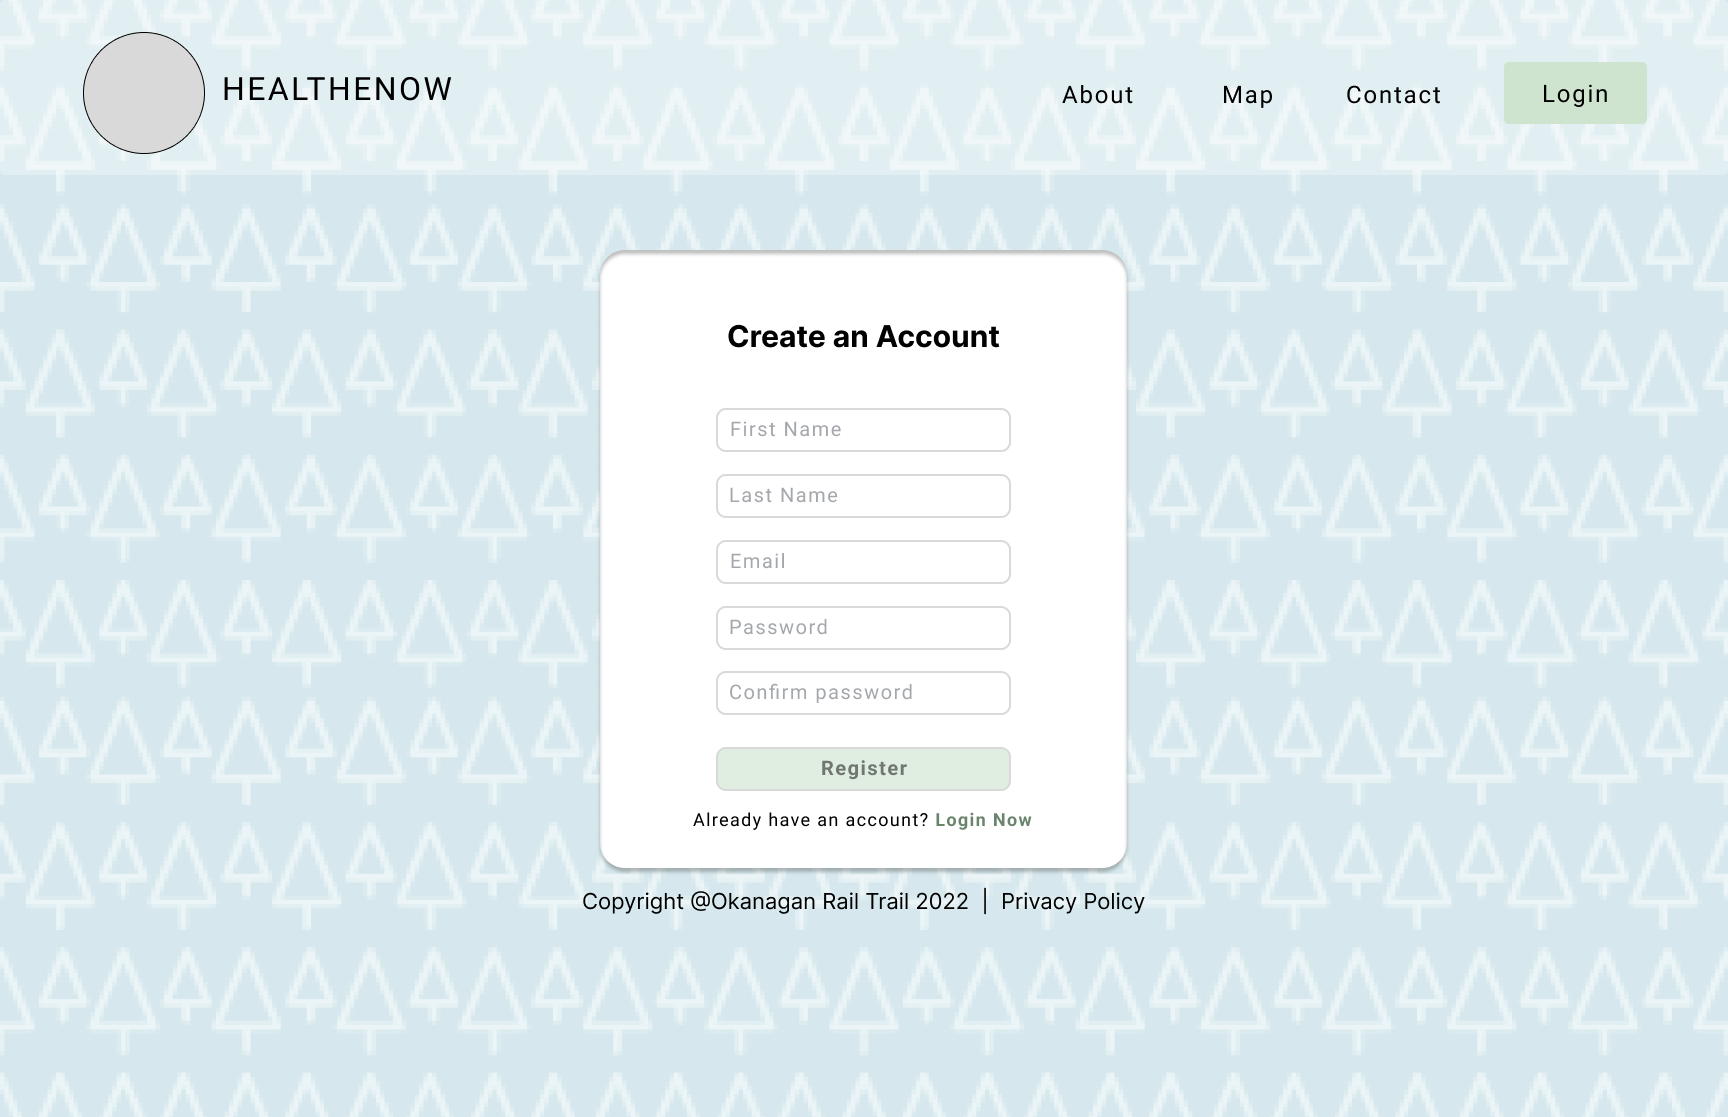 HEALTHENOW
About
Map
Contact
Login
Create an Account
First Name
Last Name
Email
Password
Confirm password
Register
Already have an account? Login Now
Copyright @Okanagan Rail Trail 2022 | Privacy Policy